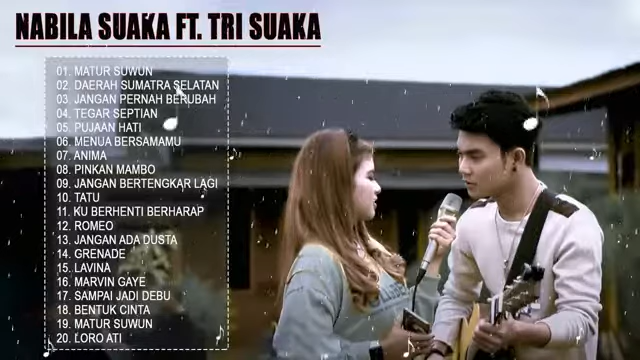 NABILA SUAKA FT. TRI SUAKA
01. MATUR SUWUN
02. DAERAH SUMATRA SELATAN
03. JANGAN PERNAH BERUBAH
04. TEGAR SEPTIAN
05. PUJAAN HATI
06. MENUA BERSAMAMU
07. ANIMA
08. PINKAN MAMBO
09. JANGAN BERTENGKAR LAGI
10. TATU
11. KU BERHENTI BERHARAP
12. ROMEO
13. JANGAN ADA DUSTA
14. GRENADE
15. LAVINA
16. MARVIN GAYE
17. SAMPAI JADI DEBU
18. BENTUK CINTA
19. MATUR SUWUN
20. LORO ATI